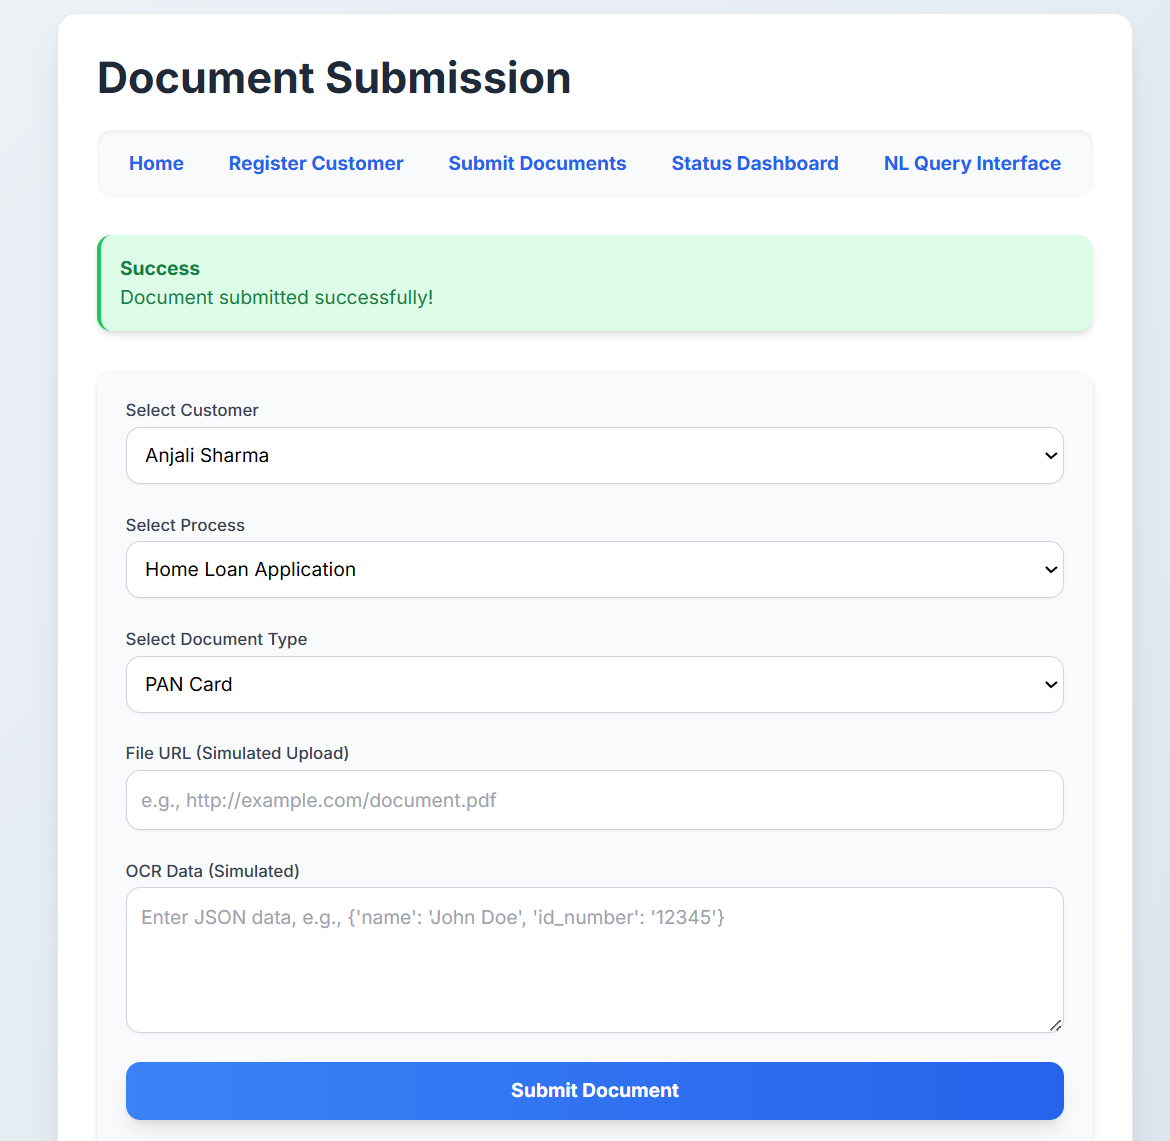 Document Submission
Home Register Customer Submit Documents Status Dashboard NL Query Interface
Success
Document submitted successfully!
Select Customer
Anjali Sharma
Select Process
Home Loan Application
Select Document Type
PAN Card
File URL (Simulated Upload)
e.g., http://example.com/document.pdf
OCR Data (Simulated)
Enter JSON data, e.g., {'name': 'John Doe', 'id_number': '12345'}
Submit Document